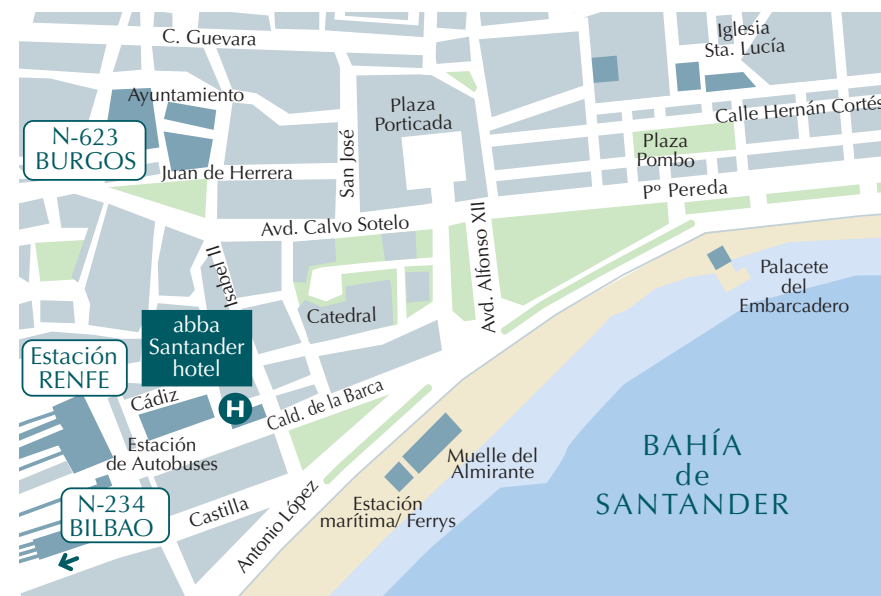 C. Guevara
Iglesia
Sta. Lucía
Ayuntamiento
Plaza
Porticada
Calle Hernán Cortés
N-623
BURGOS
San José
Plaza
Pombo
Juan de Herrera
Pº Pereda
Avd. Calvo Sotelo
Avd. Alfonso XII
Isabel II
Palacete
del
Embarcadero
Catedral
abba
Santander
hotel
Estación
RENFE
Cádiz
H
Cald. de la Barca
Estación
de Autobuses
Muelle del
Almirante
BAHÍA
de
SANTANDER
N-234
BILBAO
Castilla
Antonio López
Estación
marítima/ Ferrys